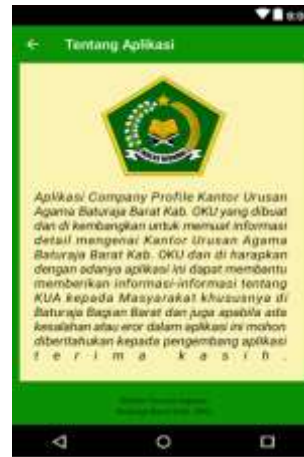 Tentang Aplikasi
Aplikasi Company Profile Kantor Urusan
Agama Baturaja Barat Kab. OKU yang dibuat
dan di kembangkan untuk memuat informasi
detail mengenai Kantor Urusan Agama
Baturaja Barat Kab. OKU dan di harapkan
dengan adanya aplikasi ini dapat membantu
memberikan informasi-informasi tentang
KUA kepada Masyarakat khususnya di
Baturaja Bagian Barat dan juga apabila ada
kesalahan atau eror dalam aplikasi ini mohon
diberitahukan kepada pengembang aplikasi
t e r i m a k a s i h .